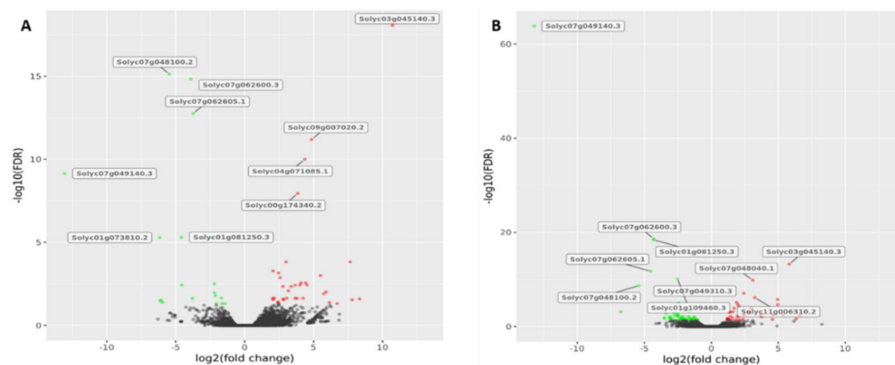 A
Solyc03g045140.3
Solyc07g048100.2
Solyc07g062600.3
Solyc07g062605.1
Solyc09g007020.2
Solyc04g071085.1
Solyc07g049140.3
Solyc00g174340.2
Solyc01g073810.2
Solyc01g081250.3
15
10
5
0
-log10(FDR)
-10
-5
0
5
10
log2(fold change)
B
Solyc07g049140.3
Solyc07g062600.3
Solyc01g081250.3
Solyc03g045140.3
Solyc07g062605.1
Solyc07g048040.1
Solyc07g049310.3
Solyc07g048100.2
Solyc01g109460.3
Solyc11g006310.2
60
40
20
0
-log10(FDR)
-10
-5
0
5
10
log2(fold change)